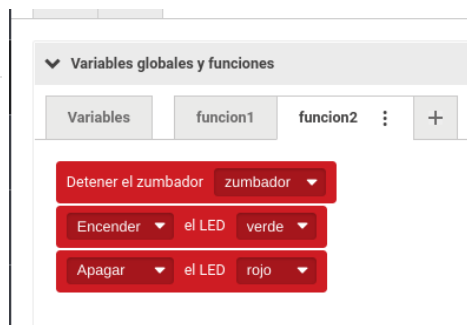 Variables globales y funciones
Variables funcion1 funcion2 +
Detener el zumbador zumbador
Encender el LED verde
Apagar el LED rojo